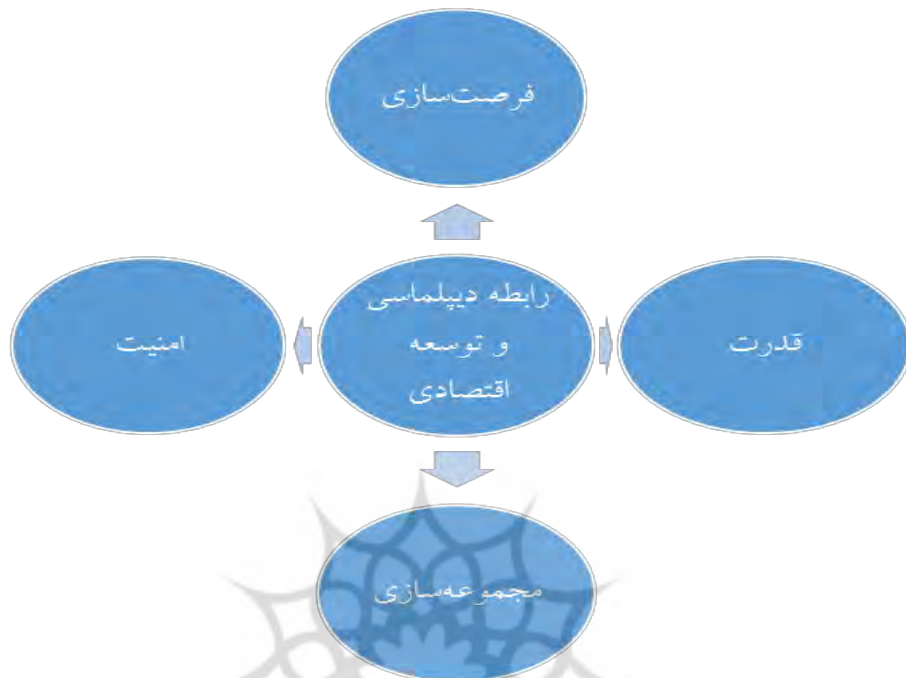 فرصت‌سازی
قدرت
رابطه دیپلماسی
و توسعه
اقتصادی
امنیت
مجموعه‌سازی